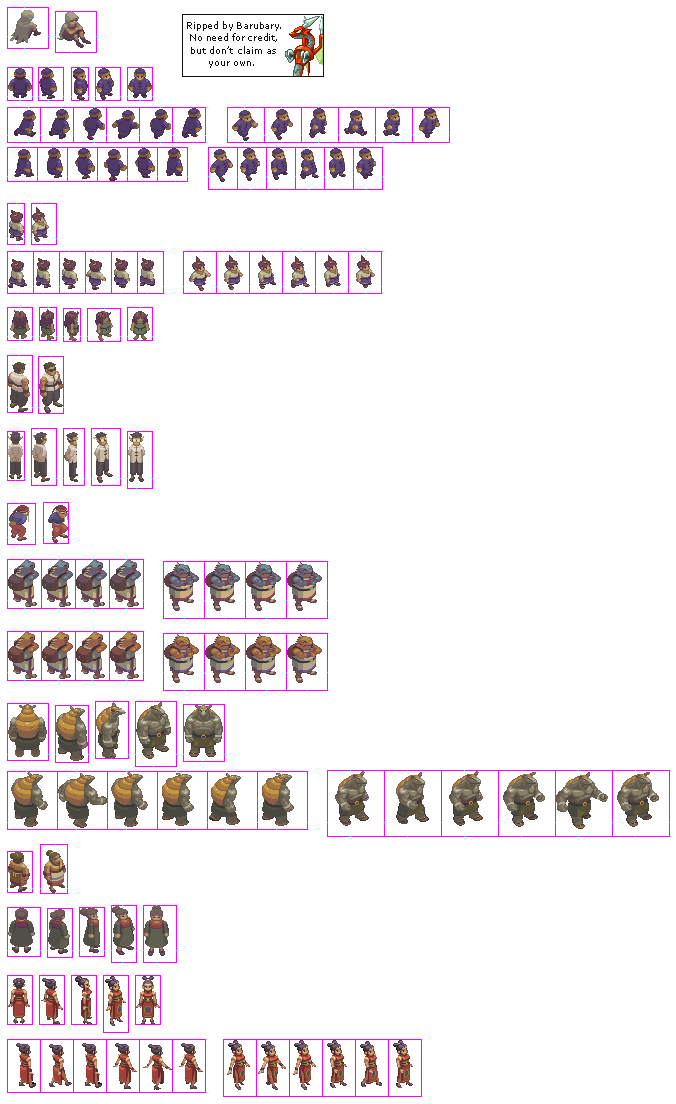 Ripped by Barubary.
No need for credit,
but don't claim as
your own.